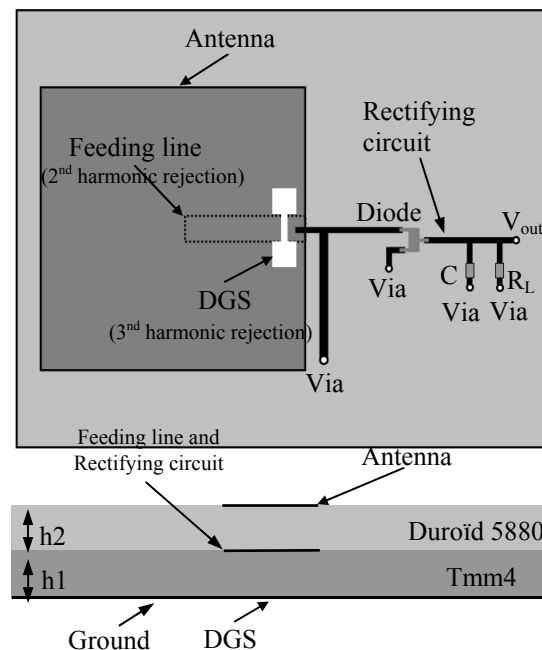 Antenna
Rectifying
circuit
Feeding line
(2nd harmonic rejection)
Diode
Vout
DGS
(3rd harmonic rejection)
Via
C
RL
Via
Via
Via
Feeding line and
Rectifying circuit
Antenna
h2
Duroïd 5880
h1
Tmm4
Ground
DGS